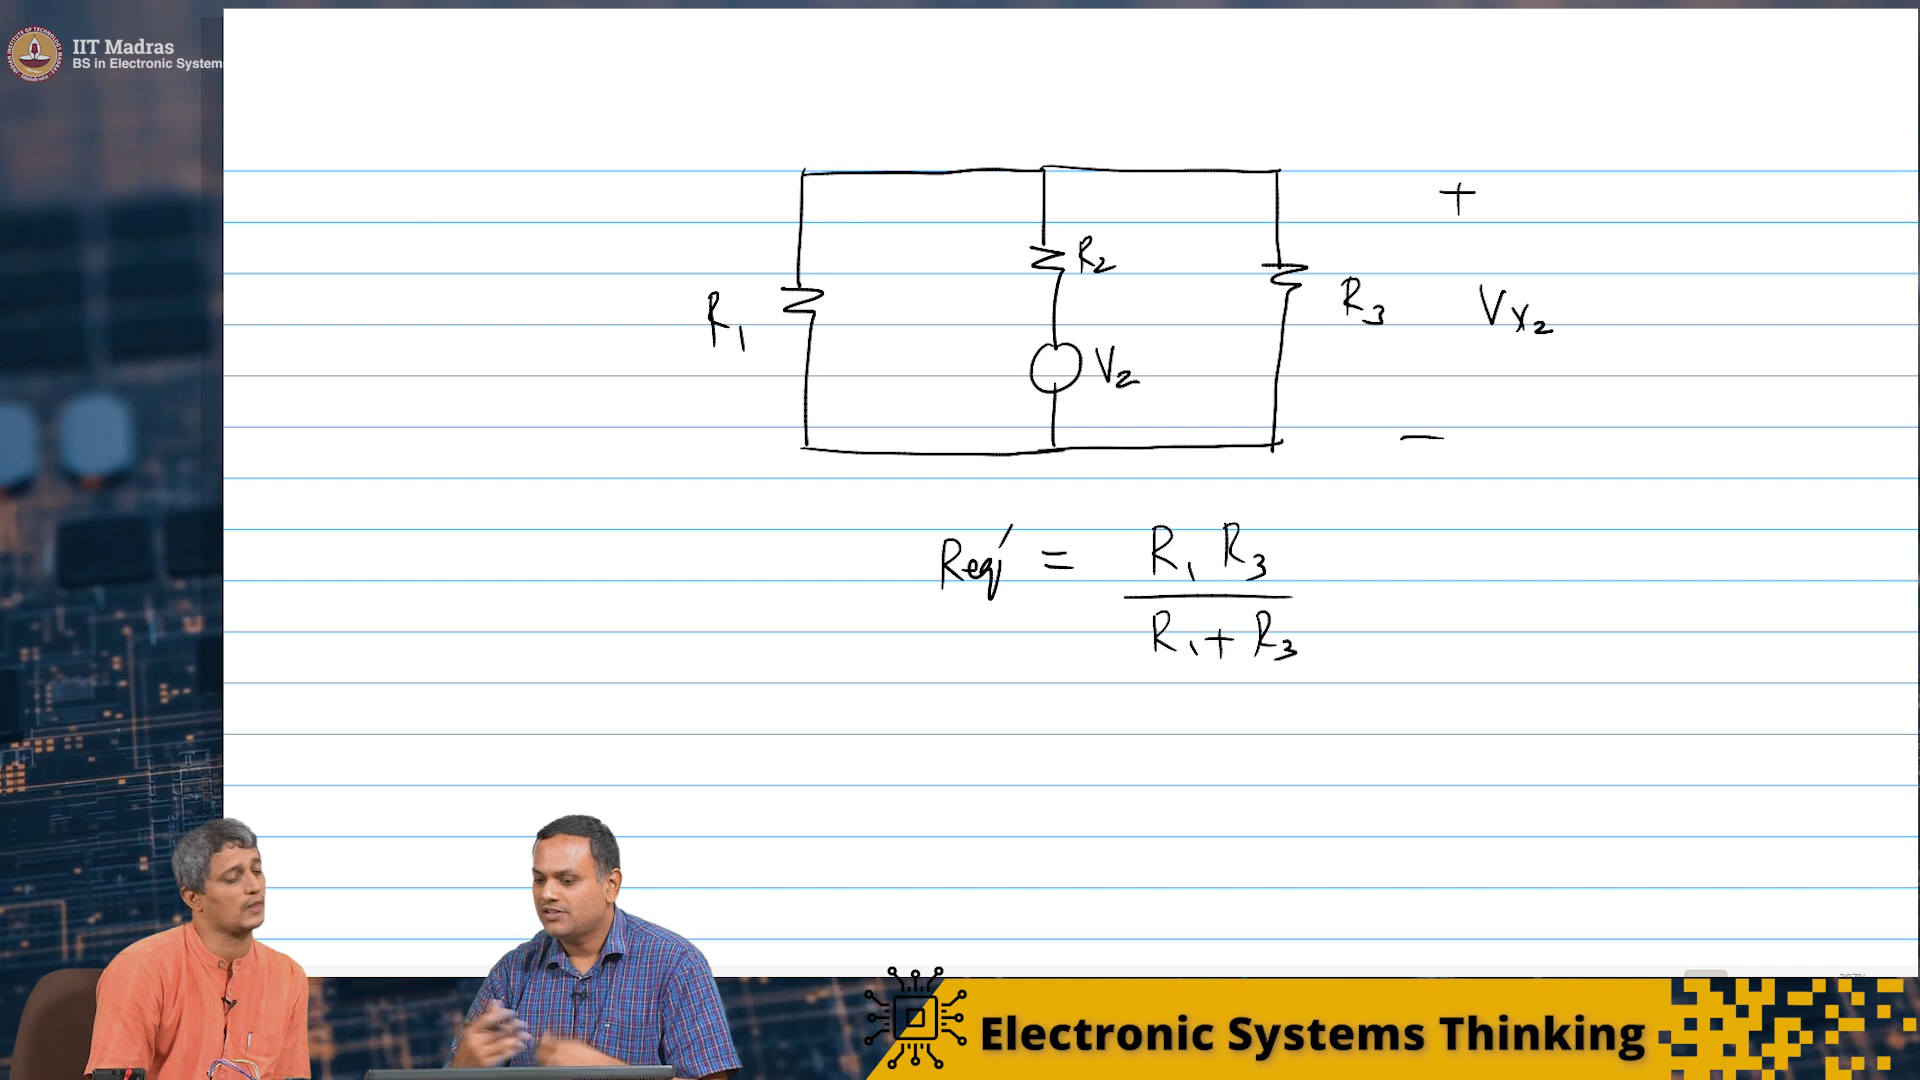 IIT Madras
BS in Electronic Systems
+
R2
R1
R3
Vx2
V2
−
Req' = R1 R3
R1 + R3
Electronic Systems Thinking